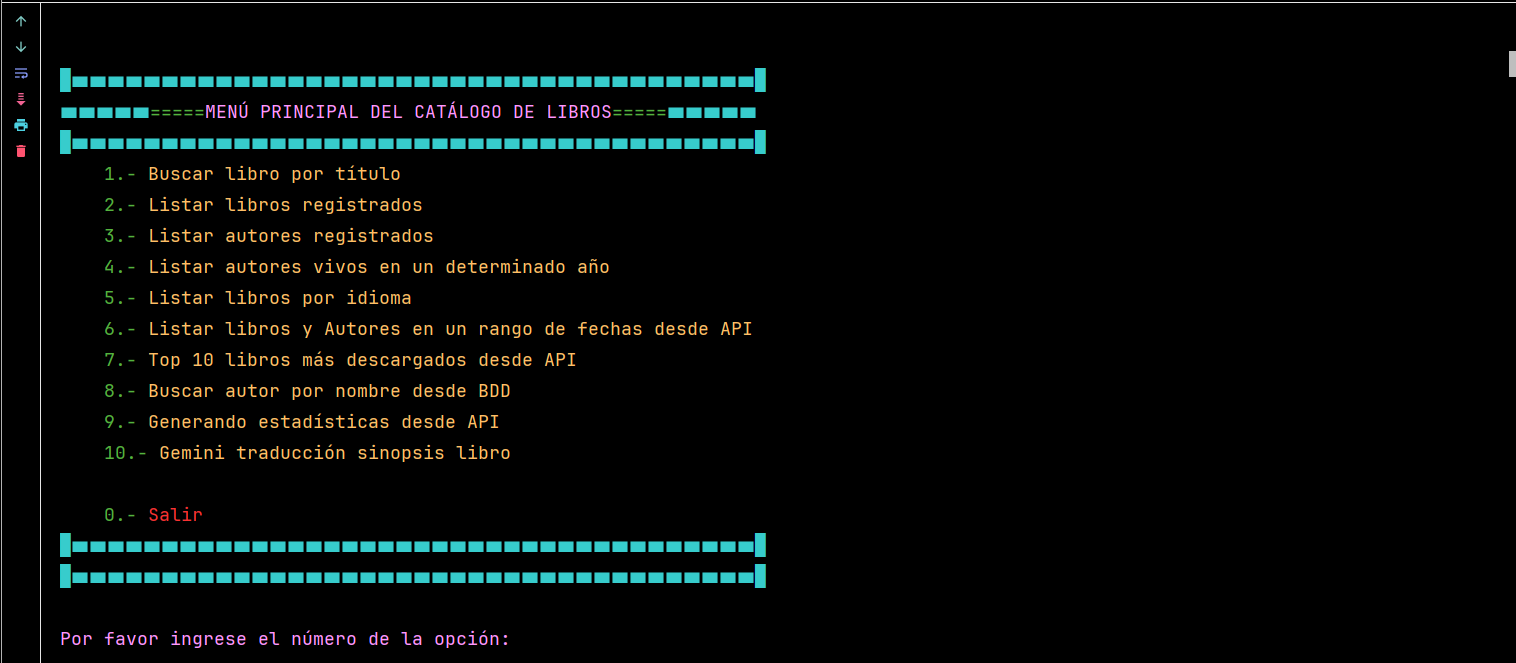 =====MENÚ PRINCIPAL DEL CATÁLOGO DE LIBROS=====
1.- Buscar libro por título
2.- Listar libros registrados
3.- Listar autores registrados
4.- Listar autores vivos en un determinado año
5.- Listar libros por idioma
6.- Listar libros y Autores en un rango de fechas desde API
7.- Top 10 libros más descargados desde API
8.- Buscar autor por nombre desde BDD
9.- Generando estadísticas desde API
10.- Gemini traducción sinopsis libro
0.- Salir
Por favor ingrese el número de la opción: